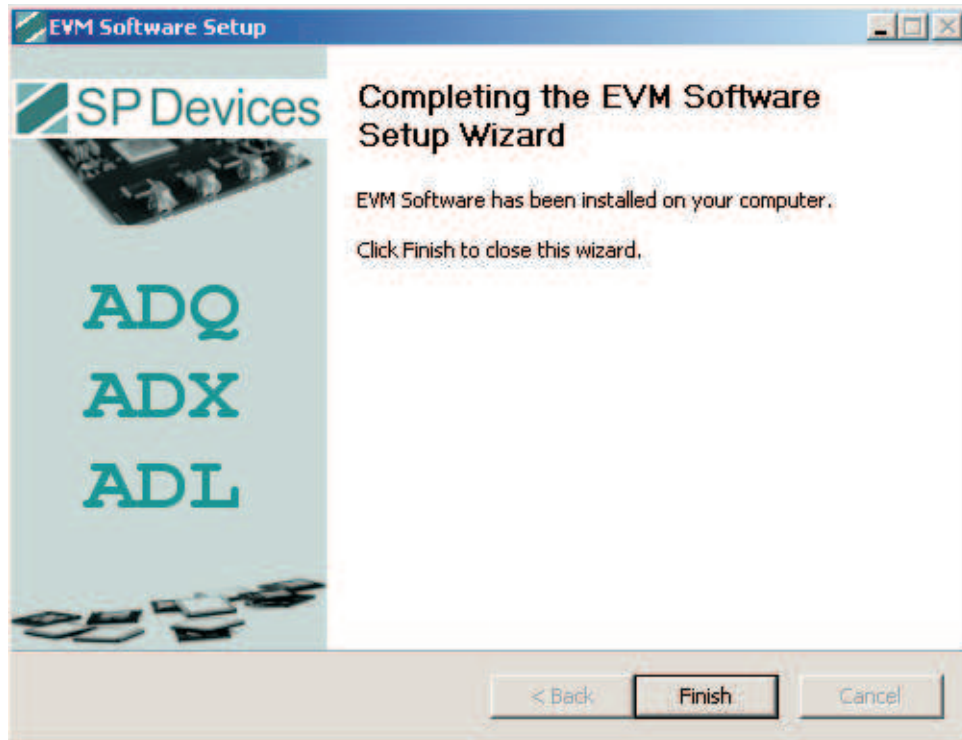 EVM Software Setup
SP Devices
Completing the EVM Software
Setup Wizard
EVM Software has been installed on your computer.
Click Finish to close this wizard.
ADQ
ADX
ADL
< Back
Finish
Cancel